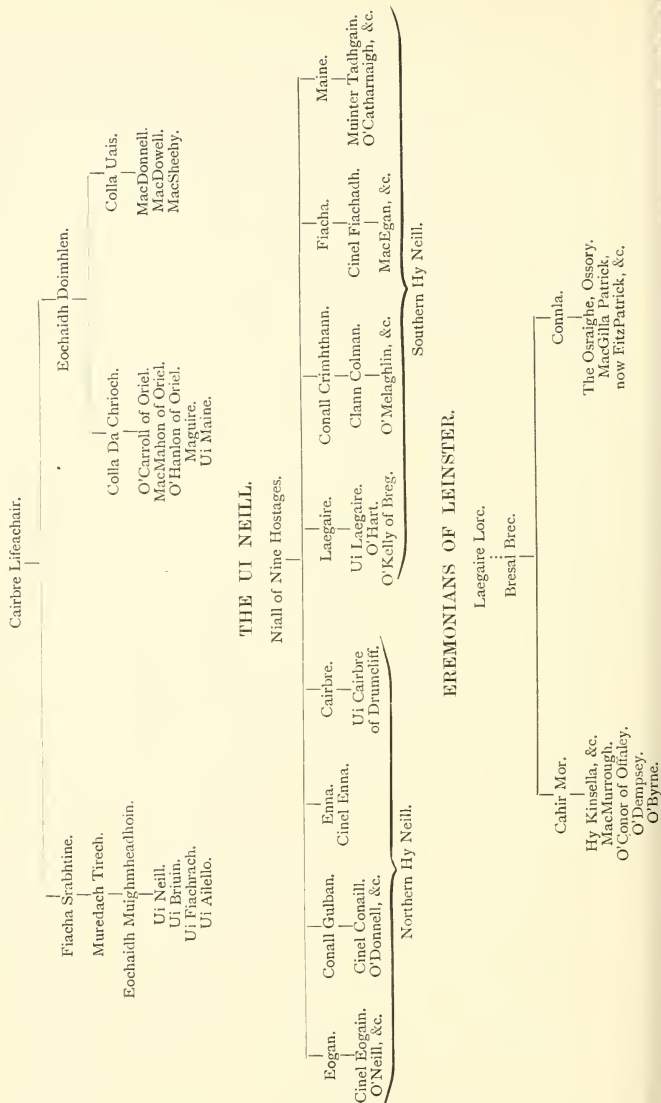 Cairbre Lifeachair.
Fiacha Srabhtine.
Muredach Tirech.
Eochaidh Muighmheadhoin.
Ui Neill.
Ui Briuin.
Ui Fiachrach.
Ui Ailello.
Eochaidh Doimhlen.
Colla Da Chrioch.
O'Carroll of Oriel.
MacMahon of Oriel.
O'Hanlon of Oriel.
Maguire.
Ui Maine.
Colla Uais.
MacDonnell.
MacDowell.
MacSheehy.
THE UI NEILL.
Niall of Nine Hostages.
Eogan.
Cinel Eogain.
O'Neill, &c.
Conall Gulban.
Cinel Conaill.
O'Donnell, &c.
Enna.
Cinel Enna.
Cairbre.
Ui Cairbre
of Drumcliff.
Northern Hy Neill.
Laegaire.
Ui Laegaire.
O'Hart.
O'Kelly of Breg.
Conall Crimhthann.
Clann Colman.
O'Melaghlin, &c.
Fiacha.
Cinel Fiachadh.
MacEgan, &c.
Maine.
Muinter Tadhgain.
O'Catharnaigh, &c.
Southern Hy Neill.
EREMONIANS OF LEINSTER.
Laegaire Lorc.
Bresal Brec.
Cahir Mor.
Hy Kinsella, &c.
MacMurrough.
O'Conor of Offaley.
O'Dempsey.
O'Byrne.
Connla.
The Osraighe, Ossory.
MacGilla Patrick,
now FitzPatrick, &c.